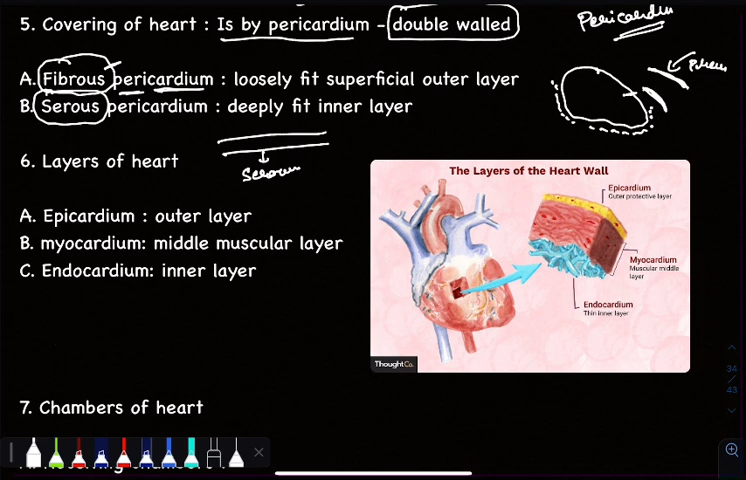 5. Covering of heart : Is by pericardium - double walled
Pericardium
A. Fibrous pericardium : loosely fit superficial outer layer
B. Serous pericardium : deeply fit inner layer
6. Layers of heart
A. Epicardium : outer layer
B. myocardium: middle muscular layer
C. Endocardium: inner layer
The Layers of the Heart Wall
Epicardium
Outer protective layer
Myocardium
Muscular middle
layer
Endocardium
Thin inner layer
ThoughtCo.
7. Chambers of heart
34
43